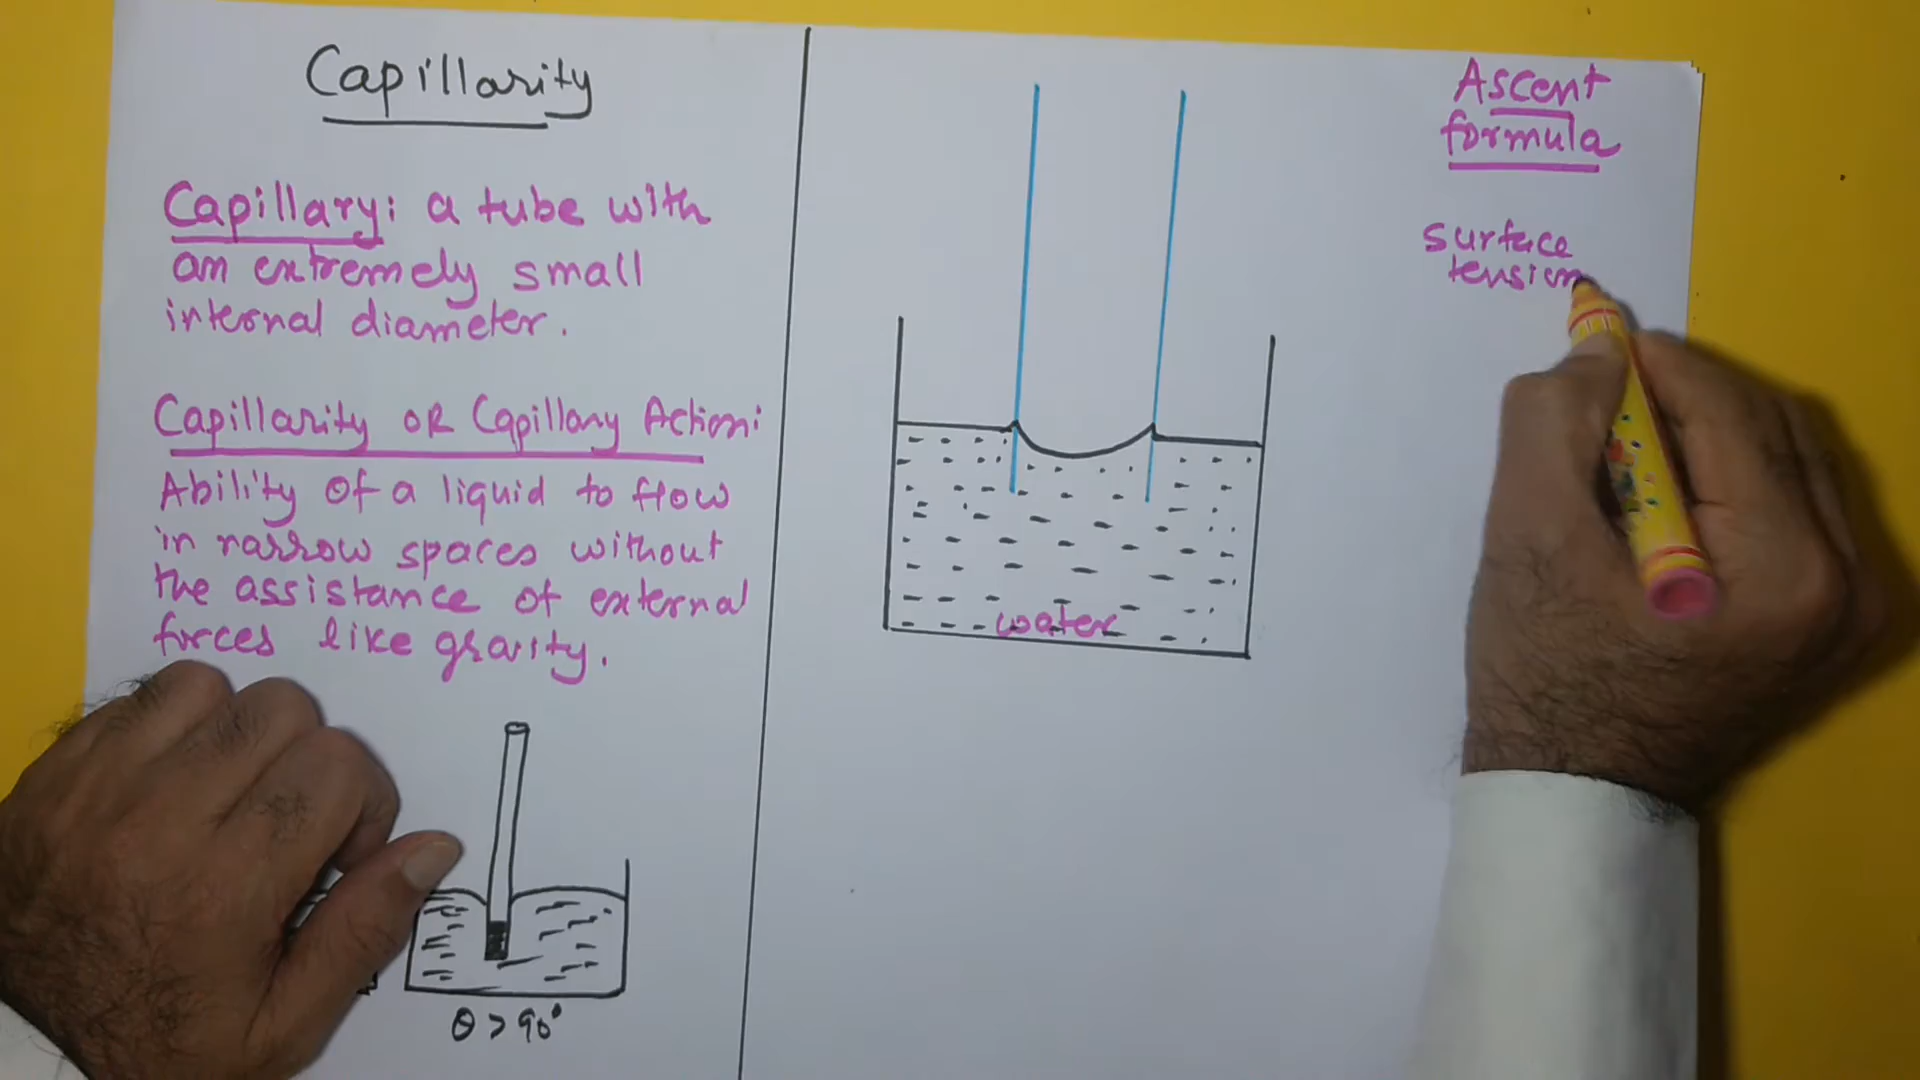 Capillarity
Capillary: a tube with
an extremely small
internal diameter.
Capillarity OR Capillary Action:
Ability of a liquid to flow
in narrow spaces without
the assistance of external
forces like gravity.
θ > 90°
water
Ascent
formula
surface
tension